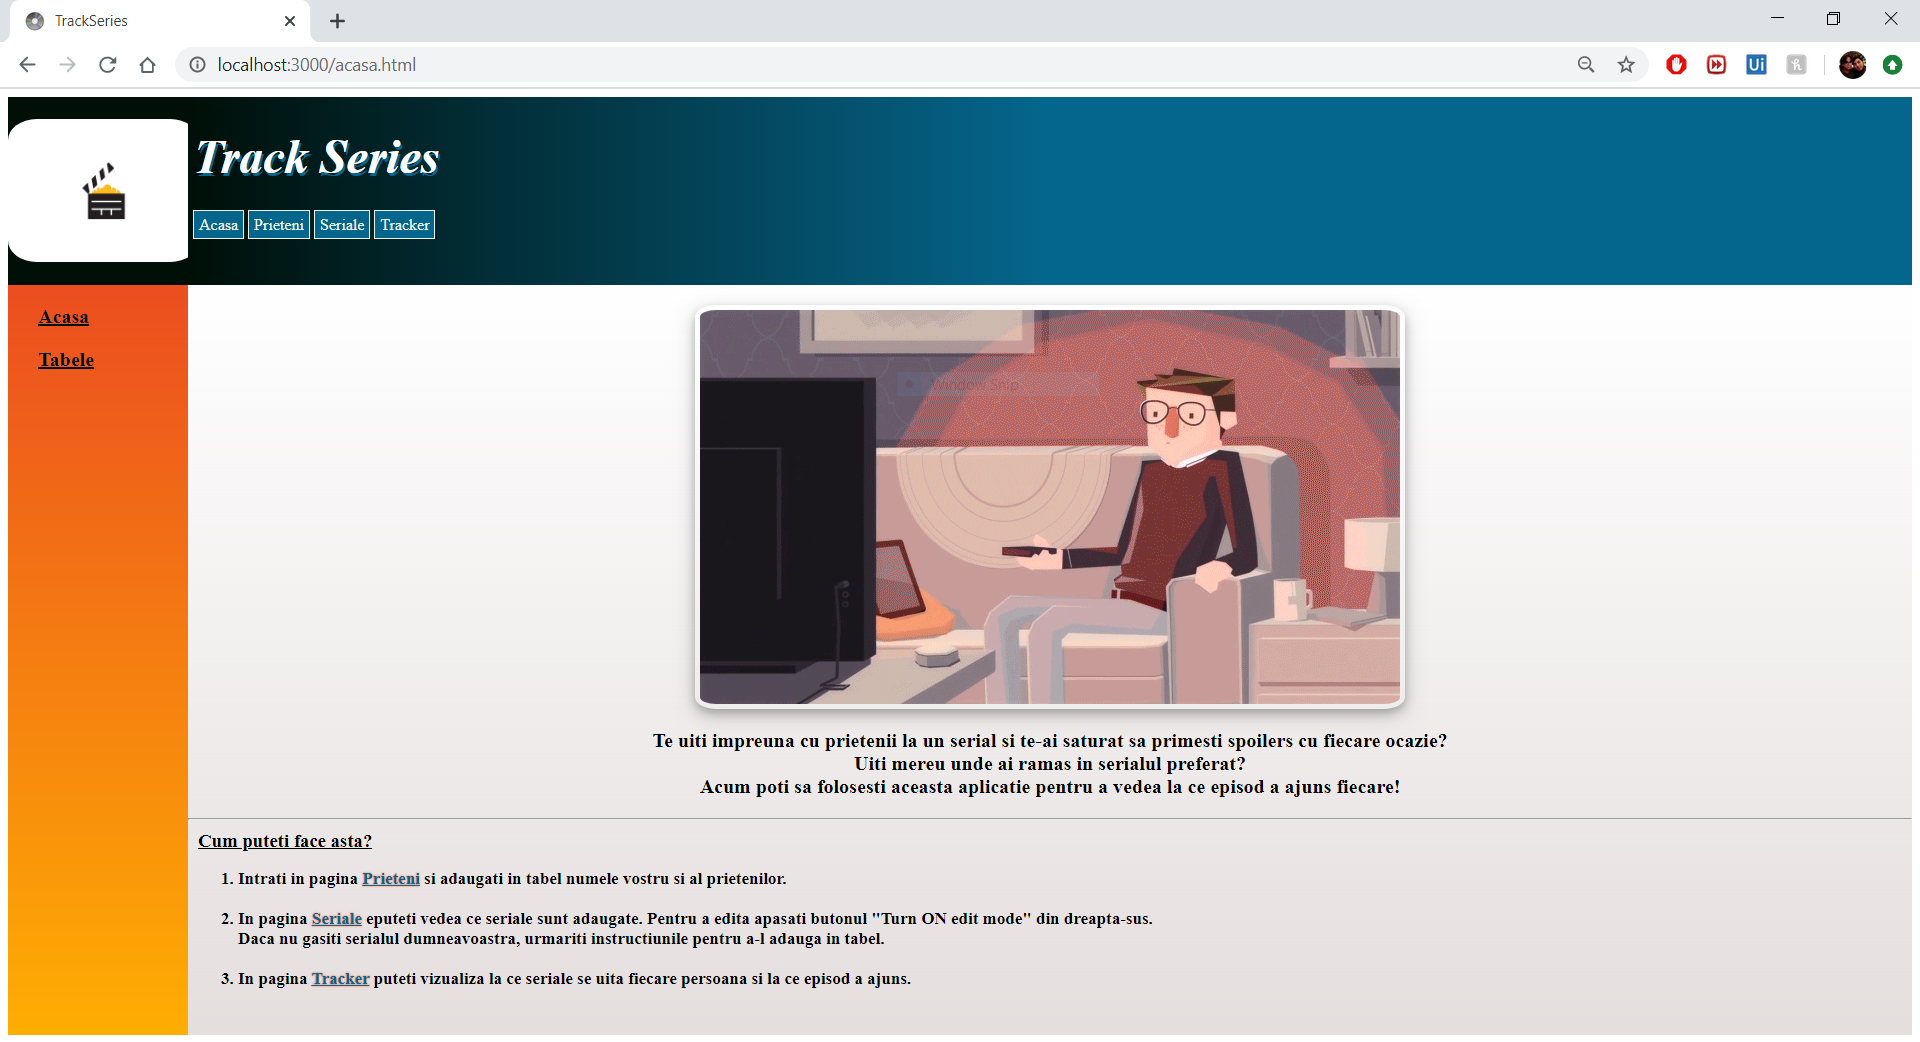 TrackSeries
localhost:3000/acasa.html
Ui
Track Series
Acasa Prieteni Seriale Tracker
Acasa
Tabele
Window Snip
Te uiti impreuna cu prietenii la un serial si te-ai saturat sa primesti spoilers cu fiecare ocazie?
Uiti mereu unde ai ramas in serialul preferat?
Acum poti sa folosesti aceasta aplicatie pentru a vedea la ce episod a ajuns fiecare!
Cum puteti face asta?
1. Intrati in pagina Prieteni si adaugati in tabel numele vostru si al prietenilor.
2. In pagina Seriale eputeti vedea ce seriale sunt adaugate. Pentru a edita apasati butonul "Turn ON edit mode" din dreapta-sus.
Daca nu gasiti serialul dumneavoastra, urmariti instructiunile pentru a-l adauga in tabel.
3. In pagina Tracker puteti vizualiza la ce seriale se uita fiecare persoana si la ce episod a ajuns.